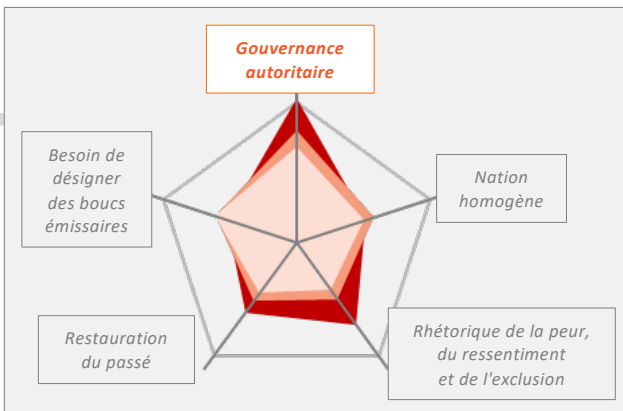 Gouvernance
autoritaire
Besoin de
désigner
des boucs
émissaires
Nation
homogène
Restauration
du passé
Rhétorique de la peur,
du ressentiment
et de l'exclusion